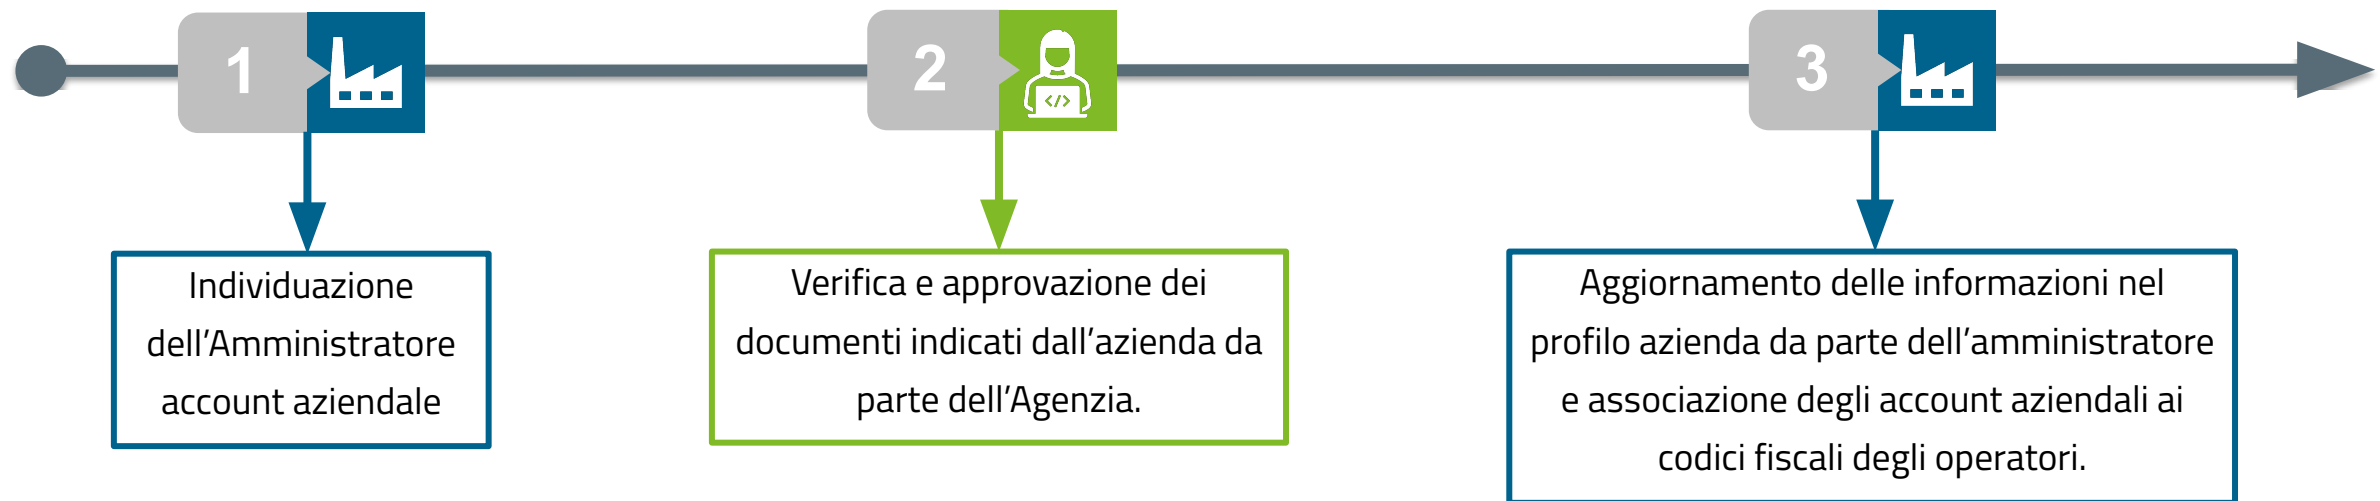 1
2
3
Individuazione
dell’Amministratore
account aziendale
Verifica e approvazione dei
documenti indicati dall’azienda da
parte dell’Agenzia.
Aggiornamento delle informazioni nel
profilo azienda da parte dell’amministratore
e associazione degli account aziendali ai
codici fiscali degli operatori.